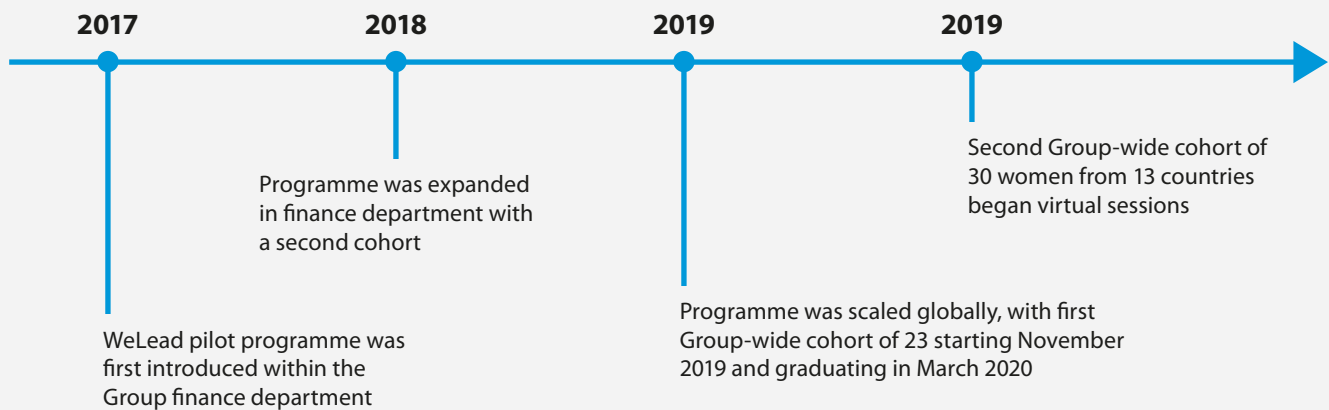 2017
2018
2019
2019
WeLead pilot programme was
first introduced within the
Group finance department
Programme was expanded
in finance department with
a second cohort
Programme was scaled globally, with first
Group-wide cohort of 23 starting November
2019 and graduating in March 2020
Second Group-wide cohort of
30 women from 13 countries
began virtual sessions